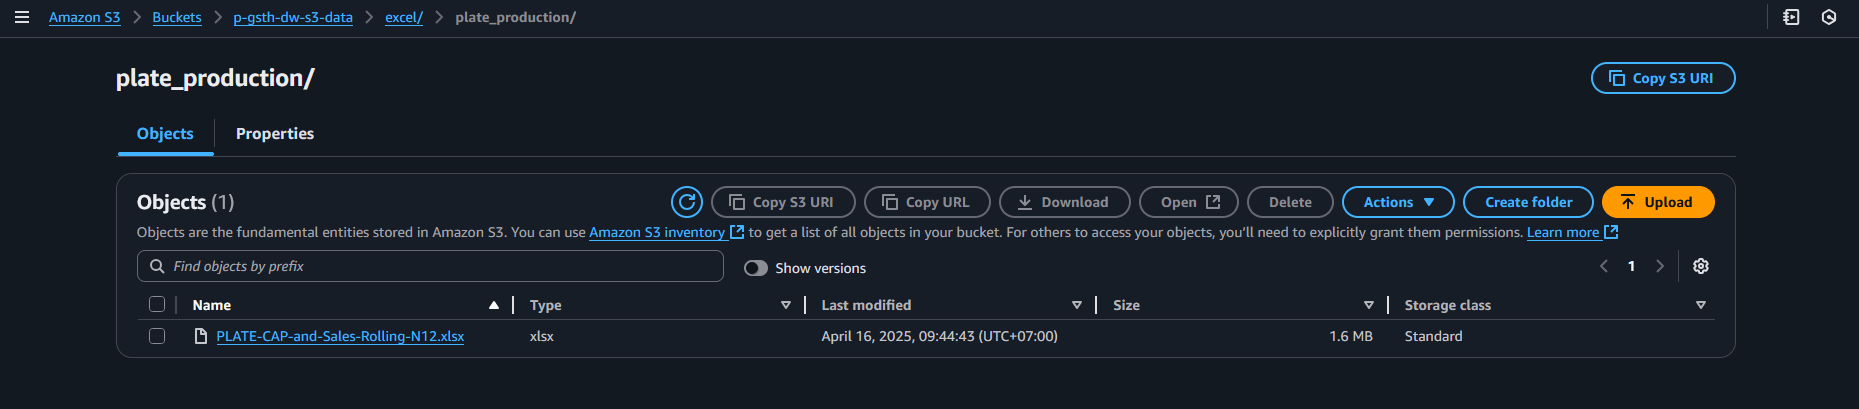 Amazon S3 > Buckets > p-gsth-dw-s3-data > excel/ > plate_production/
plate_production/
Copy S3 URI
Objects Properties
Objects (1)
Copy S3 URI Copy URL Download Open Delete Actions Create folder Upload
Objects are the fundamental entities stored in Amazon S3. You can use Amazon S3 inventory to get a list of all objects in your bucket. For others to access your objects, you'll need to explicitly grant them permissions. Learn more
Find objects by prefix Show versions 1
Name Type Last modified Size Storage class
PLATE-CAP-and-Sales-Rolling-N12.xlsx xlsx April 16, 2025, 09:44:43 (UTC+07:00) 1.6 MB Standard